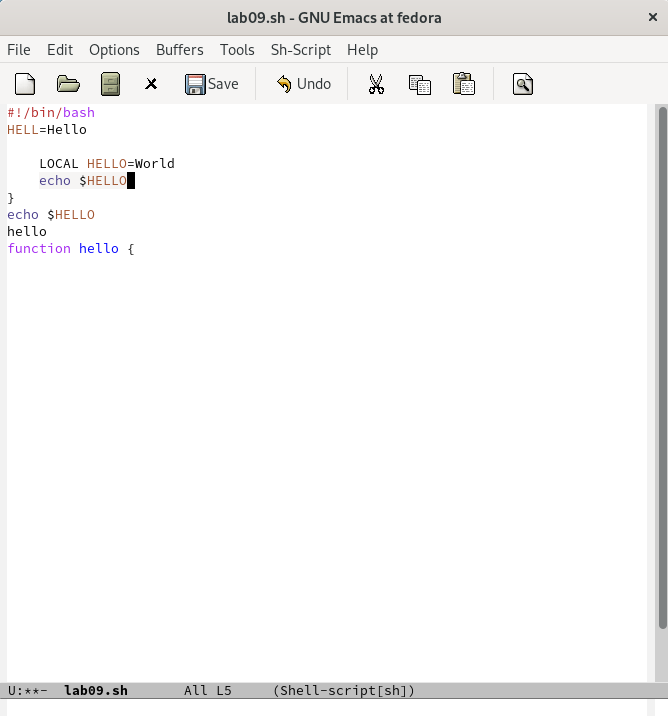 lab09.sh - GNU Emacs at fedora ×
File Edit Options Buffers Tools Sh-Script Help
Save Undo
#!/bin/bash
HELL=Hello
    LOCAL HELLO=World
    echo $HELLO
}
echo $HELLO
hello
function hello {
U:**- lab09.sh All L5 (Shell-script[sh])